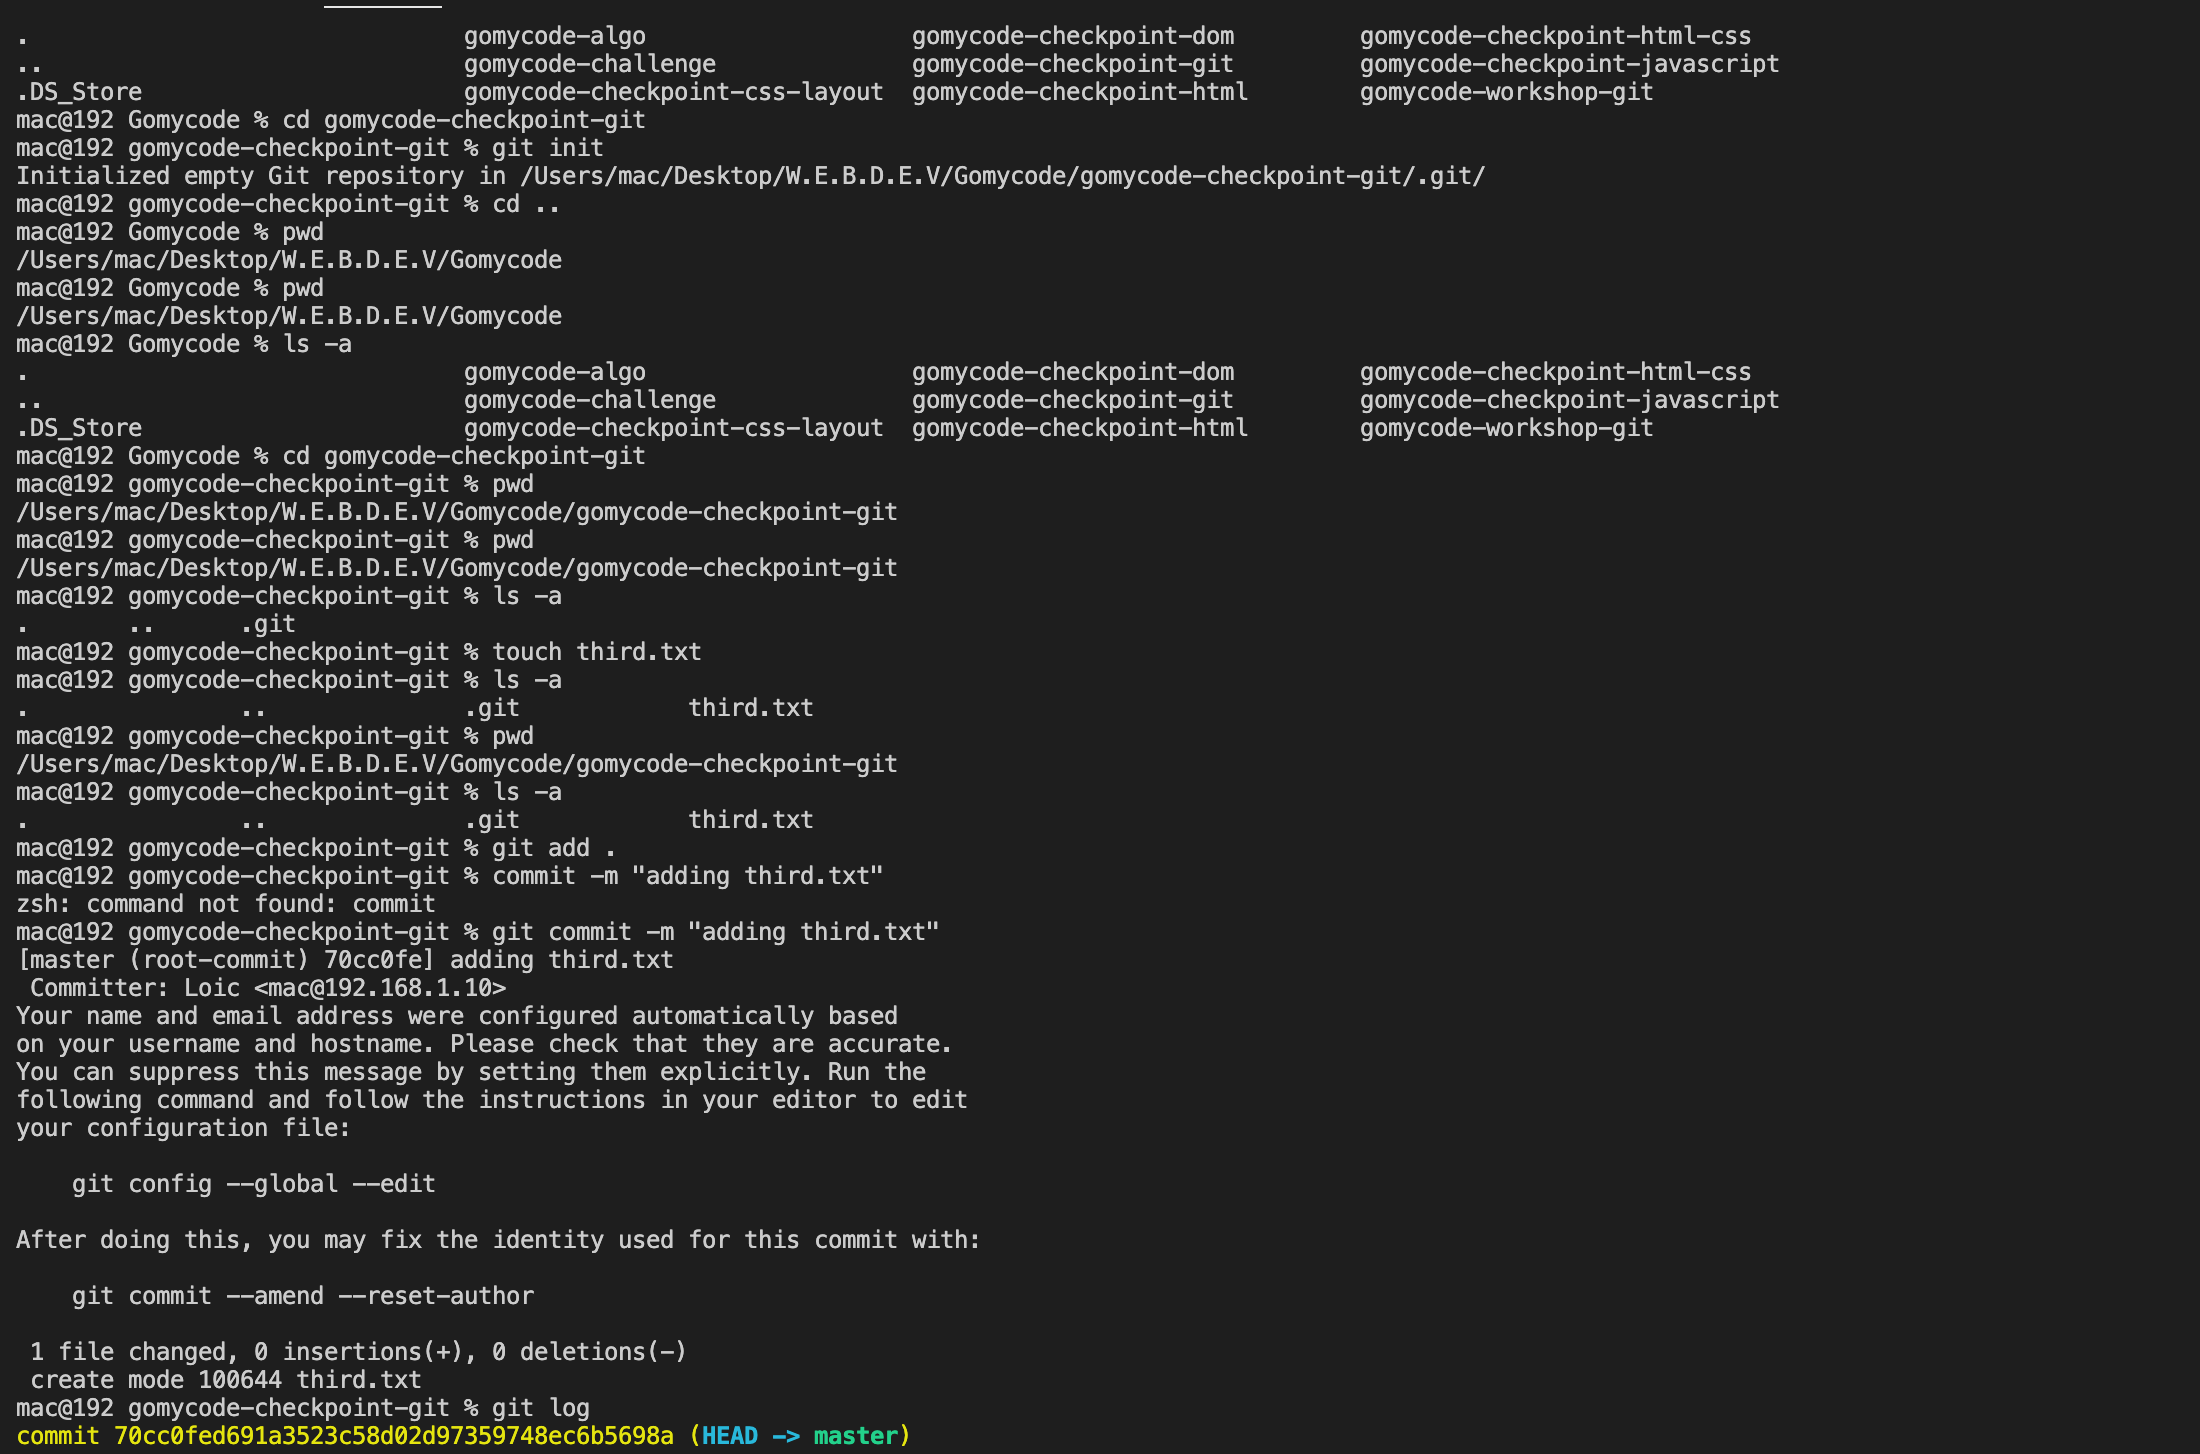 . gomycode-algo gomycode-checkpoint-dom gomycode-checkpoint-html-css
.. gomycode-challenge gomycode-checkpoint-git gomycode-checkpoint-javascript
.DS_Store gomycode-checkpoint-css-layout gomycode-checkpoint-html gomycode-workshop-git
mac@192 Gomycode % cd gomycode-checkpoint-git
mac@192 gomycode-checkpoint-git % git init
Initialized empty Git repository in /Users/mac/Desktop/W.E.B.D.E.V/Gomycode/gomycode-checkpoint-git/.git/
mac@192 gomycode-checkpoint-git % cd ..
mac@192 Gomycode % pwd
/Users/mac/Desktop/W.E.B.D.E.V/Gomycode
mac@192 Gomycode % pwd
/Users/mac/Desktop/W.E.B.D.E.V/Gomycode
mac@192 Gomycode % ls -a
. gomycode-algo gomycode-checkpoint-dom gomycode-checkpoint-html-css
.. gomycode-challenge gomycode-checkpoint-git gomycode-checkpoint-javascript
.DS_Store gomycode-checkpoint-css-layout gomycode-checkpoint-html gomycode-workshop-git
mac@192 Gomycode % cd gomycode-checkpoint-git
mac@192 gomycode-checkpoint-git % pwd
/Users/mac/Desktop/W.E.B.D.E.V/Gomycode/gomycode-checkpoint-git
mac@192 gomycode-checkpoint-git % pwd
/Users/mac/Desktop/W.E.B.D.E.V/Gomycode/gomycode-checkpoint-git
mac@192 gomycode-checkpoint-git % ls -a
. .. .git
mac@192 gomycode-checkpoint-git % touch third.txt
mac@192 gomycode-checkpoint-git % ls -a
. .. .git third.txt
mac@192 gomycode-checkpoint-git % pwd
/Users/mac/Desktop/W.E.B.D.E.V/Gomycode/gomycode-checkpoint-git
mac@192 gomycode-checkpoint-git % ls -a
. .. .git third.txt
mac@192 gomycode-checkpoint-git % git add .
mac@192 gomycode-checkpoint-git % commit -m "adding third.txt"
zsh: command not found: commit
mac@192 gomycode-checkpoint-git % git commit -m "adding third.txt"
[master (root-commit) 70cc0fe] adding third.txt
Committer: Loic <mac@192.168.1.10>
Your name and email address were configured automatically based
on your username and hostname. Please check that they are accurate.
You can suppress this message by setting them explicitly. Run the
following command and follow the instructions in your editor to edit
your configuration file:
git config --global --edit
After doing this, you may fix the identity used for this commit with:
git commit --amend --reset-author
1 file changed, 0 insertions(+), 0 deletions(-)
create mode 100644 third.txt
mac@192 gomycode-checkpoint-git % git log
commit 70cc0fed691a3523c58d02d97359748ec6b5698a (HEAD -> master)